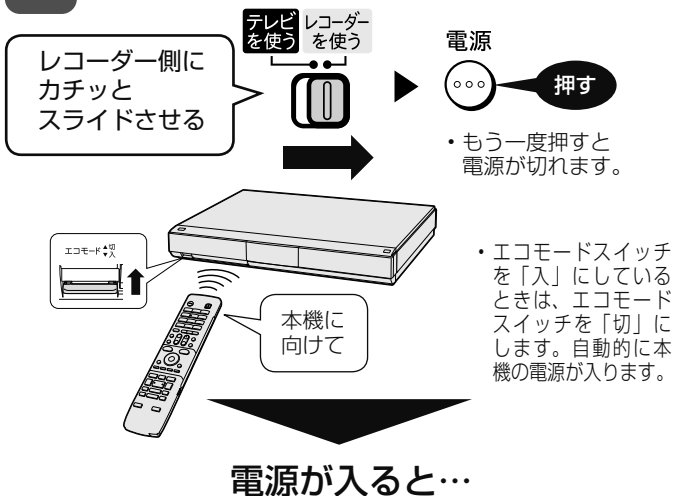 テレビ
を使う
レコーダー
を使う
レコーダー側に
カチッと
スライドさせる
電源
押す
・もう一度押すと
電源が切れます。
エコモード▲切
▼入
本機に
向けて
・エコモードスイッチ
を「入」にしている
ときは、エコモード
スイッチを「切」に
します。自動的に本
機の電源が入ります。
電源が入ると…